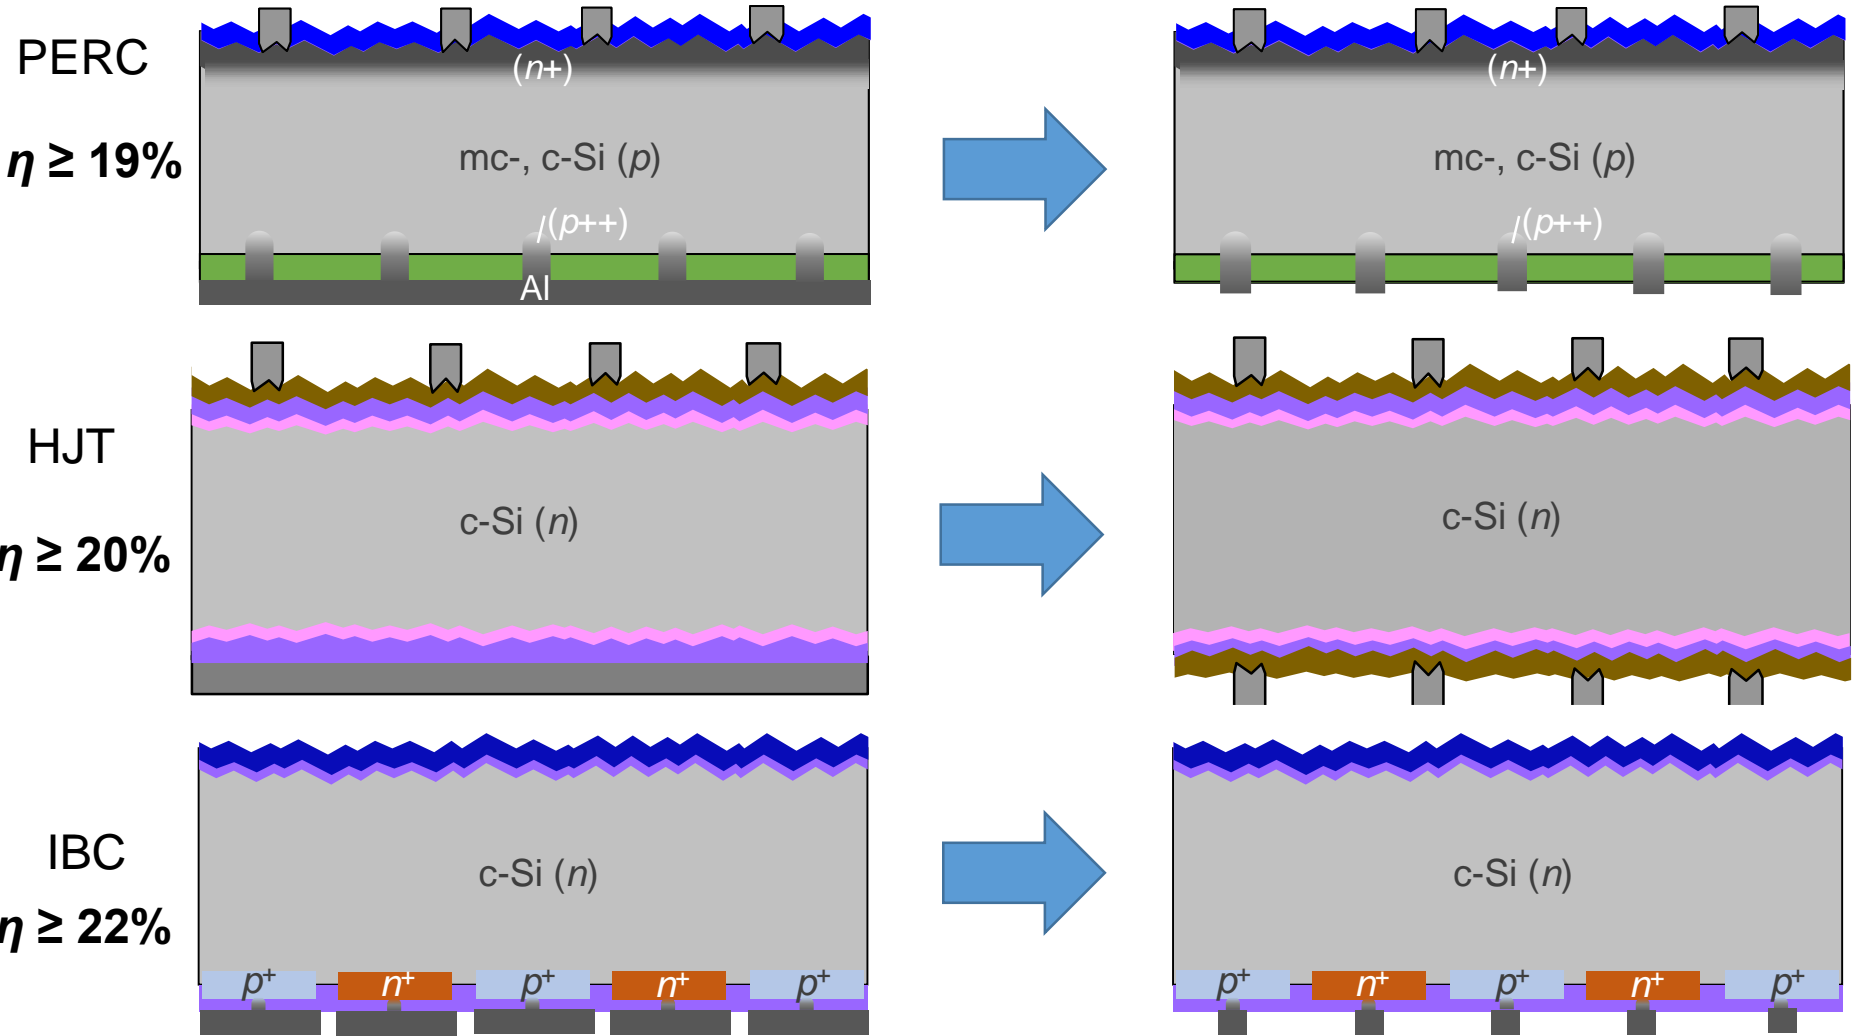 PERC
η ≥ 19%
(n+)
mc-, c-Si (p)
(p++)
Al
(n+)
mc-, c-Si (p)
(p++)
HJT
η ≥ 20%
c-Si (n)
c-Si (n)
IBC
η ≥ 22%
c-Si (n)
p⁺ n⁺ p⁺ n⁺ p⁺
c-Si (n)
p⁺ n⁺ p⁺ n⁺ p⁺